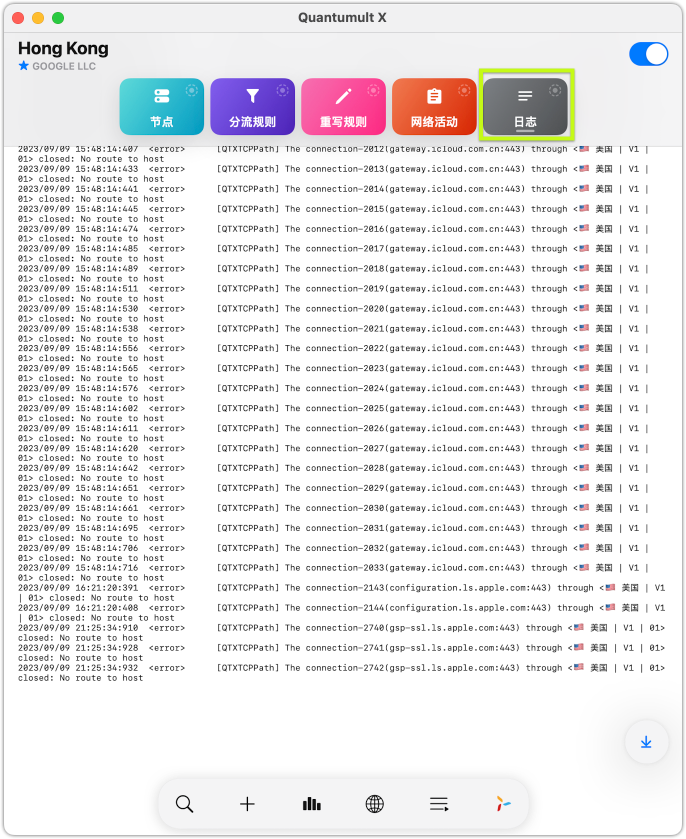 Quantumult X
Hong Kong
GOOGLE LLC
节点
分流规则
重写规则
网络活动
日志
2023/09/09 15:48:14:407 <error> [QTXTCPPath] The connection-2012(gateway.icloud.com.cn:443) through <🇺🇸 美国 | V1 |
01> closed: No route to host
2023/09/09 15:48:14:433 <error> [QTXTCPPath] The connection-2013(gateway.icloud.com.cn:443) through <🇺🇸 美国 | V1 |
01> closed: No route to host
2023/09/09 15:48:14:441 <error> [QTXTCPPath] The connection-2014(gateway.icloud.com.cn:443) through <🇺🇸 美国 | V1 |
01> closed: No route to host
2023/09/09 15:48:14:445 <error> [QTXTCPPath] The connection-2015(gateway.icloud.com.cn:443) through <🇺🇸 美国 | V1 |
01> closed: No route to host
2023/09/09 15:48:14:474 <error> [QTXTCPPath] The connection-2016(gateway.icloud.com.cn:443) through <🇺🇸 美国 | V1 |
01> closed: No route to host
2023/09/09 15:48:14:485 <error> [QTXTCPPath] The connection-2017(gateway.icloud.com.cn:443) through <🇺🇸 美国 | V1 |
01> closed: No route to host
2023/09/09 15:48:14:489 <error> [QTXTCPPath] The connection-2018(gateway.icloud.com.cn:443) through <🇺🇸 美国 | V1 |
01> closed: No route to host
2023/09/09 15:48:14:511 <error> [QTXTCPPath] The connection-2019(gateway.icloud.com.cn:443) through <🇺🇸 美国 | V1 |
01> closed: No route to host
2023/09/09 15:48:14:530 <error> [QTXTCPPath] The connection-2020(gateway.icloud.com.cn:443) through <🇺🇸 美国 | V1 |
01> closed: No route to host
2023/09/09 15:48:14:538 <error> [QTXTCPPath] The connection-2021(gateway.icloud.com.cn:443) through <🇺🇸 美国 | V1 |
01> closed: No route to host
2023/09/09 15:48:14:556 <error> [QTXTCPPath] The connection-2022(gateway.icloud.com.cn:443) through <🇺🇸 美国 | V1 |
01> closed: No route to host
2023/09/09 15:48:14:565 <error> [QTXTCPPath] The connection-2023(gateway.icloud.com.cn:443) through <🇺🇸 美国 | V1 |
01> closed: No route to host
2023/09/09 15:48:14:576 <error> [QTXTCPPath] The connection-2024(gateway.icloud.com.cn:443) through <🇺🇸 美国 | V1 |
01> closed: No route to host
2023/09/09 15:48:14:602 <error> [QTXTCPPath] The connection-2025(gateway.icloud.com.cn:443) through <🇺🇸 美国 | V1 |
01> closed: No route to host
2023/09/09 15:48:14:611 <error> [QTXTCPPath] The connection-2026(gateway.icloud.com.cn:443) through <🇺🇸 美国 | V1 |
01> closed: No route to host
2023/09/09 15:48:14:620 <error> [QTXTCPPath] The connection-2027(gateway.icloud.com.cn:443) through <🇺🇸 美国 | V1 |
01> closed: No route to host
2023/09/09 15:48:14:642 <error> [QTXTCPPath] The connection-2028(gateway.icloud.com.cn:443) through <🇺🇸 美国 | V1 |
01> closed: No route to host
2023/09/09 15:48:14:651 <error> [QTXTCPPath] The connection-2029(gateway.icloud.com.cn:443) through <🇺🇸 美国 | V1 |
01> closed: No route to host
2023/09/09 15:48:14:661 <error> [QTXTCPPath] The connection-2030(gateway.icloud.com.cn:443) through <🇺🇸 美国 | V1 |
01> closed: No route to host
2023/09/09 15:48:14:695 <error> [QTXTCPPath] The connection-2031(gateway.icloud.com.cn:443) through <🇺🇸 美国 | V1 |
01> closed: No route to host
2023/09/09 15:48:14:706 <error> [QTXTCPPath] The connection-2032(gateway.icloud.com.cn:443) through <🇺🇸 美国 | V1 |
01> closed: No route to host
2023/09/09 15:48:14:716 <error> [QTXTCPPath] The connection-2033(gateway.icloud.com.cn:443) through <🇺🇸 美国 | V1 |
01> closed: No route to host
2023/09/09 16:21:20:391 <error> [QTXTCPPath] The connection-2143(configuration.ls.apple.com:443) through <🇺🇸 美国 | V1
| 01> closed: No route to host
2023/09/09 16:21:20:408 <error> [QTXTCPPath] The connection-2144(configuration.ls.apple.com:443) through <🇺🇸 美国 | V1
| 01> closed: No route to host
2023/09/09 21:25:34:910 <error> [QTXTCPPath] The connection-2740(gsp-ssl.ls.apple.com:443) through <🇺🇸 美国 | V1 | 01>
closed: No route to host
2023/09/09 21:25:34:928 <error> [QTXTCPPath] The connection-2741(gsp-ssl.ls.apple.com:443) through <🇺🇸 美国 | V1 | 01>
closed: No route to host
2023/09/09 21:25:34:932 <error> [QTXTCPPath] The connection-2742(gsp-ssl.ls.apple.com:443) through <🇺🇸 美国 | V1 | 01>
closed: No route to host